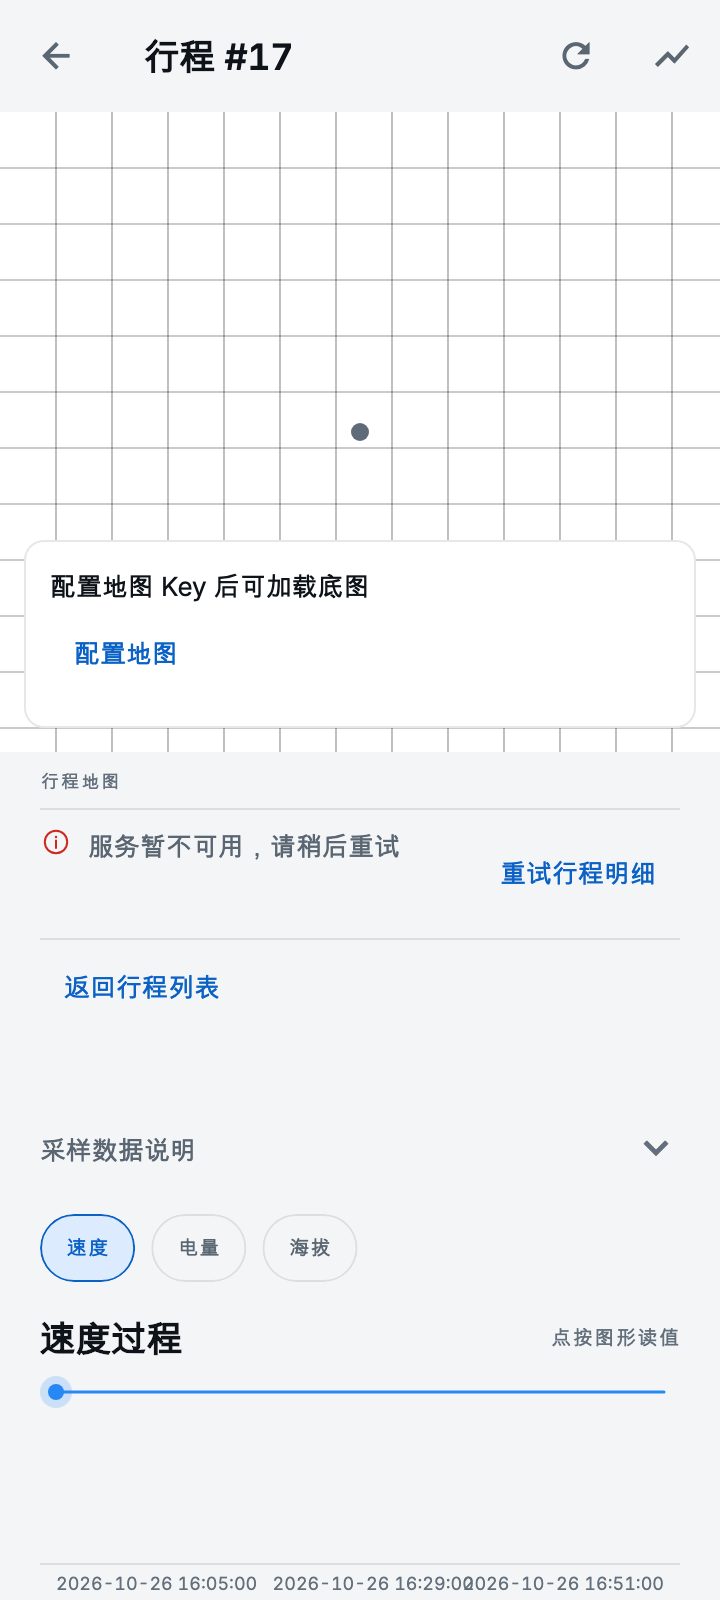 行程 #17
配置地图 Key 后可加载底图
配置地图
行程地图
服务暂不可用，请稍后重试
重试行程明细
返回行程列表
采样数据说明
速度
电量
海拔
速度过程
点按图形读值
2026-10-26 16:05:00
2026-10-26 16:29:00
2026-10-26 16:51:00